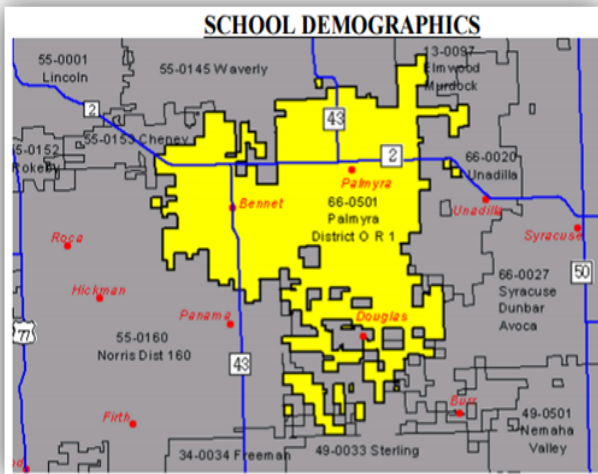 SCHOOL DEMOGRAPHICS
55-0001
Lincoln
55-0145 Waverly
13-0097
Elmwood
Murdock
2
43
55-0153 Cheney
55-0152
Rokeby
2
66-0020
Unadilla
Palmyra
66-0501
Palmyra
District O R 1
Bennet
Unadilla
Syracuse
Roca
50
66-0027
Syracuse
Dunbar
Avoca
Hickman
Panama
Douglas
77
55-0160
Norris Dist 160
43
Burr
Firth
49-0501
Nemaha
Valley
34-0034 Freeman
49-0033 Sterling